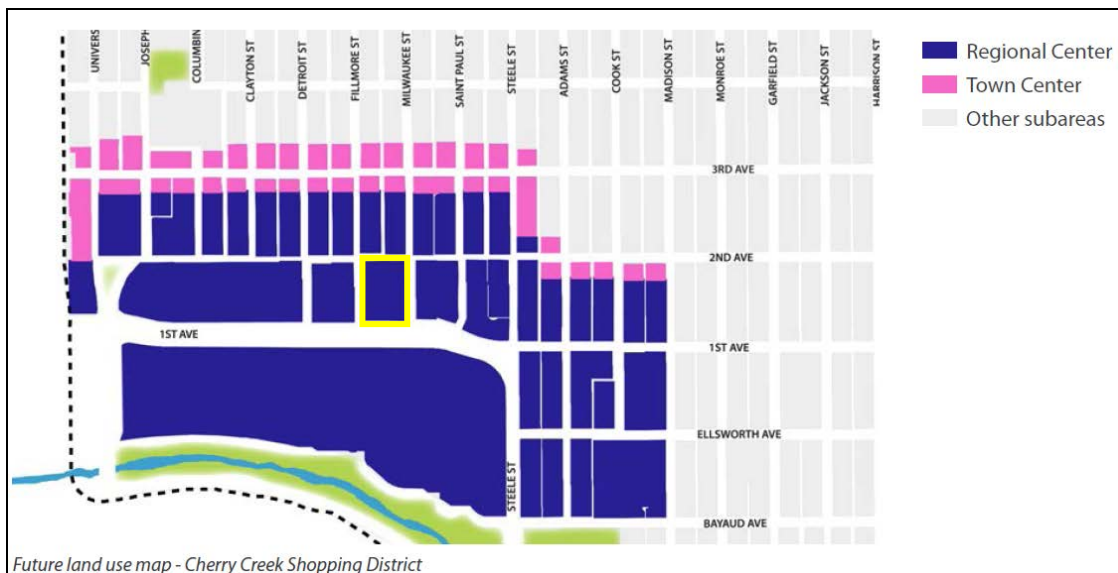 UNIVERS
JOSEPH
COLUMBIN
CLAYTON ST
DETROIT ST
FILLMORE ST
MILWAUKEE ST
SAINT PAUL ST
STEELE ST
ADAMS ST
COOK ST
MADISON ST
MONROE ST
GARFIELD ST
JACKSON ST
HARRISON ST
Regional Center
Town Center
Other subareas
3RD AVE
2ND AVE
1ST AVE
1ST AVE
ELLSWORTH AVE
STEELE ST
BAYAUD AVE
Future land use map - Cherry Creek Shopping District